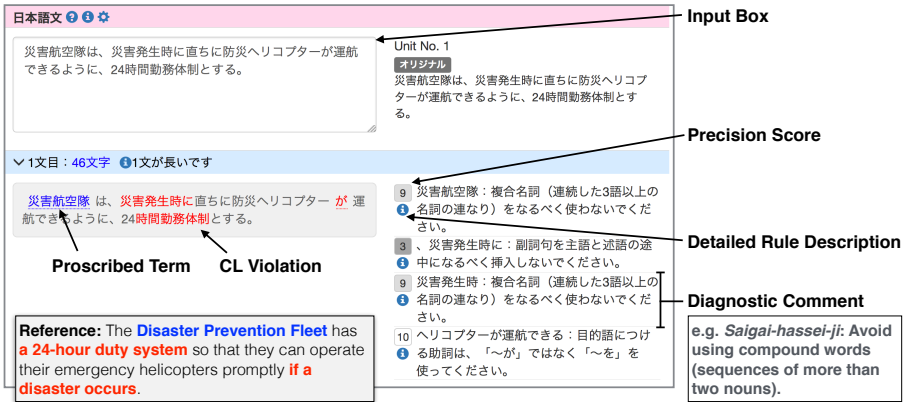 日本語文
Input Box
災害航空隊は、災害発生時に直ちに防災ヘリコプターが運航
できるように、24時間勤務体制とする。
Unit No. 1
オリジナル
災害航空隊は、災害発生時に直ちに防災ヘリコプ
ターが運航できるように、24時間勤務体制とす
る。
Precision Score
1文目：46文字 1文が長いです
災害航空隊 は、災害発生時に直ちに防災ヘリコプター が 運
航できるように、24時間勤務体制とする。
Proscribed Term
CL Violation
9 災害航空隊：複合名詞（連続した3語以上の
名詞の連なり）をなるべく使わないでくだ
さい。
Detailed Rule Description
3 、災害発生時に：副詞句を主語と述語の途
中になるべく挿入しないでください。
9 災害発生時：複合名詞（連続した3語以上の
名詞の連なり）をなるべく使わないでくだ
さい。
Diagnostic Comment
10 ヘリコプターが運航できる：目的語につけ
る助詞は、「〜が」ではなく「〜を」を
使ってください。
Reference: The Disaster Prevention Fleet has
a 24-hour duty system so that they can operate
their emergency helicopters promptly if a
disaster occurs.
e.g. Saigai-hassei-ji: Avoid
using compound words
(sequences of more than
two nouns).